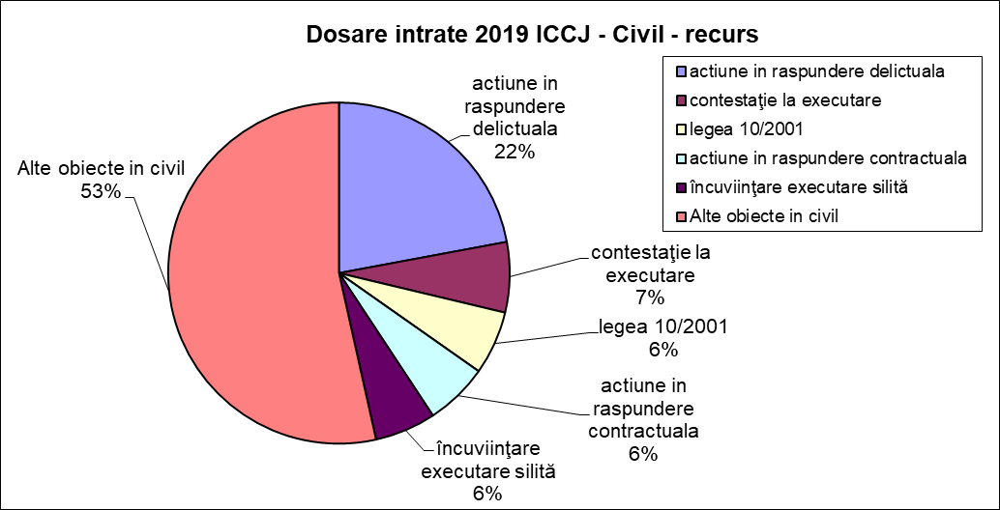 Dosare intrate 2019 ICCJ - Civil - recurs
actiune in raspundere delictuala
contestaţie la executare
legea 10/2001
actiune in raspundere contractuala
încuviinţare executare silită
Alte obiecte in civil
actiune in
raspundere
delictuala
22%
contestaţie la
executare
7%
legea 10/2001
6%
actiune in
raspundere
contractuala
6%
încuviinţare
executare silită
6%
Alte obiecte in civil
53%